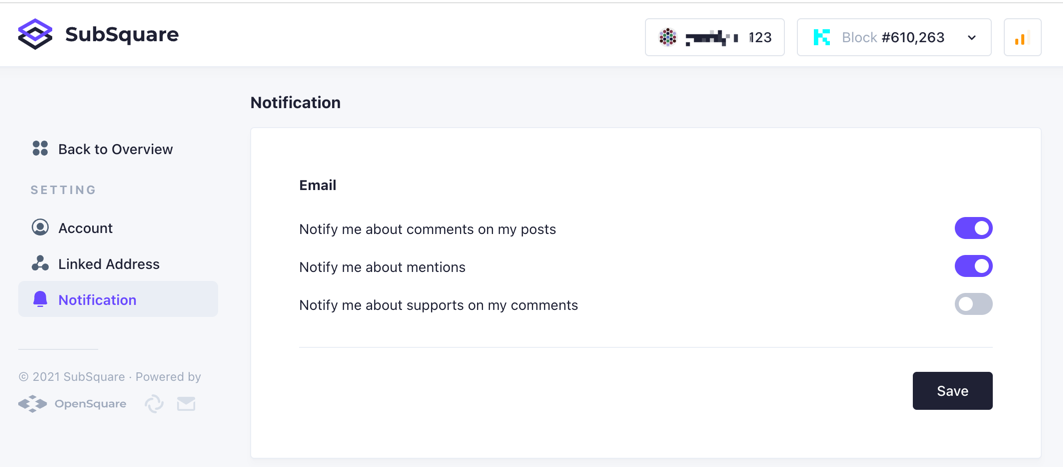 SubSquare
123
Block #610,263
Notification
Back to Overview
SETTING
Account
Linked Address
Notification
© 2021 SubSquare · Powered by
OpenSquare
Email
Notify me about comments on my posts
Notify me about mentions
Notify me about supports on my comments
Save